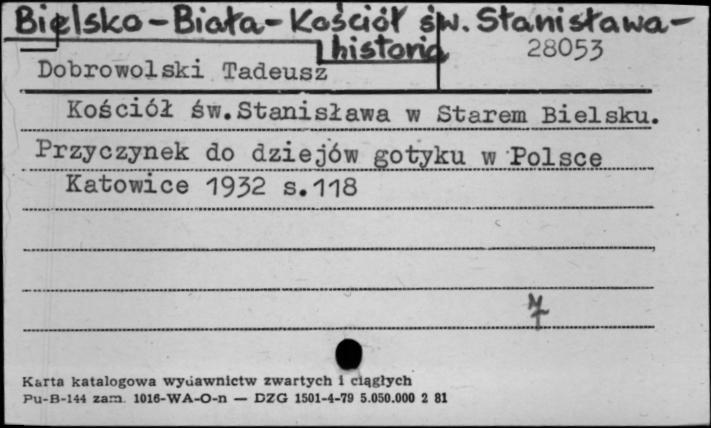 Bielsko-Biała-Kościół św. Stanisława-
historia
28053
Dobrowolski Tadeusz
Kościół św.Stanisława w Starem Bielsku.
Przyczynek do dziejów gotyku w Polsce
Katowice 1932 s.118
7
Karta katalogowa wydawnictw zwartych i ciągłych
Pu-B-144 zam. 1016-WA-O-n — DZG 1501-4-79 5.050.000 2 81